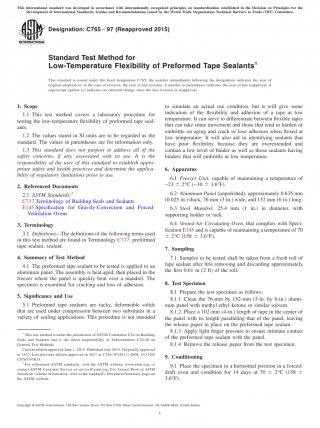 This international standard was developed in accordance with internationally recognized principles on standardization established in the Decision on Principles for the
Development of International Standards, Guides and Recommendations issued by the World Trade Organization Technical Barriers to Trade (TBT) Committee.
Designation: C765 − 97 (Reapproved 2015)
INTERNATIONAL
Standard Test Method for
Low-Temperature Flexibility of Preformed Tape Sealants1
This standard is issued under the fixed designation C765; the number immediately following the designation indicates the year of
original adoption or, in the case of revision, the year of last revision. A number in parentheses indicates the year of last reapproval. A
superscript epsilon (ε) indicates an editorial change since the last revision or reapproval.
1. Scope
1.1 This test method covers a laboratory procedure for
testing the low-temperature flexibility of preformed tape seal-
ants.
1.2 The values stated in SI units are to be regarded as the
standard. The values in parentheses are for information only.
1.3 This standard does not purport to address all of the
safety concerns, if any, associated with its use. It is the
responsibility of the user of this standard to establish appro-
priate safety and health practices and determine the applica-
bility of regulatory limitations prior to use.
2. Referenced Documents
2.1 ASTM Standards:2
C717 Terminology of Building Seals and Sealants
E145 Specification for Gravity-Convection and Forced-
Ventilation Ovens
3. Terminology
3.1 Definitions—The definitions of the following terms used
in this test method are found in Terminology C717: preformed
tape sealant, sealant.
4. Summary of Test Method
4.1 The preformed tape sealant to be tested is applied to an
aluminum panel. The assembly is heat aged, then placed in the
freezer where the panel is quickly bent over a mandrel. The
specimen is examined for cracking and loss of adhesion.
5. Significance and Use
5.1 Preformed tape sealants are tacky, deformable solids
that are used under compression between two substrates in a
variety of sealing applications. This procedure is not intended
1 This test method is under the jurisdiction of ASTM Committee C24 on Building
Seals and Sealants and is the direct responsibility of Subcommittee C24.20 on
General Test Methods.
Current edition approved June 1, 2015. Published July 2015. Originally approved
in 1973. Last previous edition approved in 2011 as C765–97(2011). DOI: 10.1520/
C0765-97R15.
2 For referenced ASTM standards, visit the ASTM website, www.astm.org, or
contact ASTM Customer Service at service@astm.org. For Annual Book of ASTM
Standards volume information, refer to the standard's Document Summary page on
the ASTM website.
to simulate an actual use condition, but it will give some
indication of the flexibility and adhesion of a tape at low
temperature. It can serve to differentiate between flexible tapes
that can take some movement and those that tend to harden or
embrittle on aging and crack or lose adhesion when flexed at
low temperature. It will also aid in identifying sealants that
have poor flexibility because they are overextended and
contain a low level of binder as well as those sealants having
binders that will embrittle at low temperature.
6. Apparatus
6.1 Freezer Unit, capable of maintaining a temperature of
−23 ± 2°C (−10 ± 3.6°F).
6.2 Aluminum Panel (unpolished), approximately 0.635 mm
(0.025 in.) thick, 76 mm (3 in.) wide, and 152 mm (6 in.) long.
6.3 Steel Mandrel, 25.4 mm (1 in.) in diameter, with
supporting holder or rack.
6.4 Vented Air Circulating Oven, that complies with Speci-
fication E145 and is capable of maintaining a temperature of 70
± 2°C (158 ± 3.6°F).
7. Sampling
7.1 Samples to be tested shall be taken from a fresh roll of
tape sealant after first removing and discarding approximately
the first 0.61 m (2 ft) of the roll.
8. Test Specimen
8.1 Prepare the test specimen as follows:
8.1.1 Clean the 76-mm by 152-mm (3-in. by 6-in.) alumi-
num panel with methyl ethyl ketone or similar solvent.
8.1.2 Place a 102-mm (4-in.) length of tape in the center of
the panel with its length paralleling that of the panel, leaving
the release paper in place on the preformed tape sealant.
8.1.3 Apply light finger pressure to ensure intimate contact
of the preformed tape sealant with the panel.
8.1.4 Remove the release paper from the test specimen.
9. Conditioning
9.1 Place the specimen in a horizontal position in a forced-
draft oven and condition for 14 days at 70 ± 2°C (158 ±
3.6°F).
Copyright © ASTM International, 100 Barr Harbor Drive, PO Box C700, West Conshohocken, PA 19428-2959. United States
1